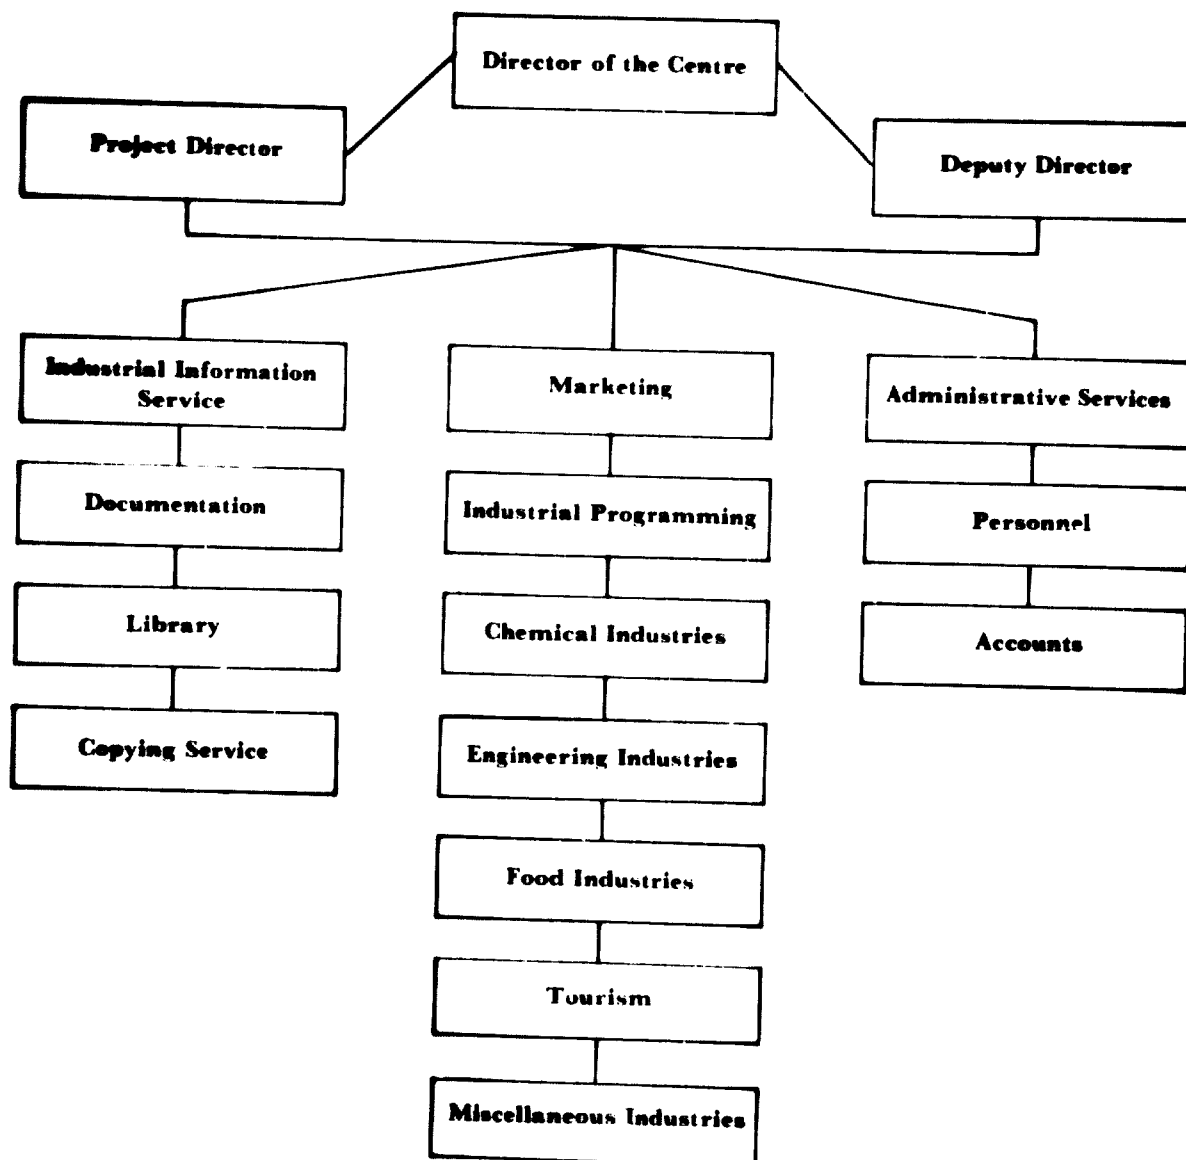 Director of the Centre
Project Director
Deputy Director
Industrial Information
Service
Marketing
Administrative Services
Documentation
Industrial Programming
Personnel
Library
Chemical Industries
Accounts
Copying Service
Engineering Industries
Food Industries
Tourism
Miscellaneous Industries